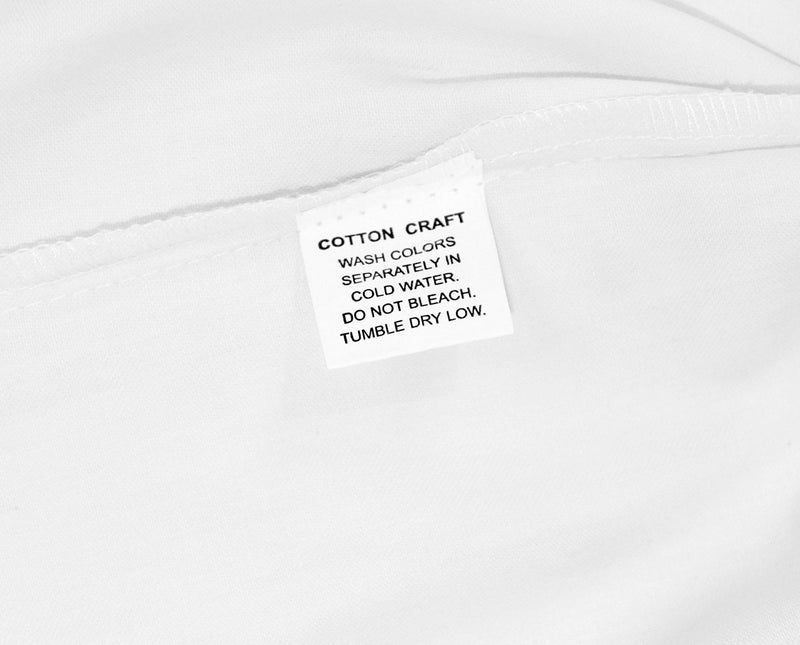 COTTON CRAFT
WASH COLORS
SEPARATELY IN
COLD WATER.
DO NOT BLEACH.
TUMBLE DRY LOW.